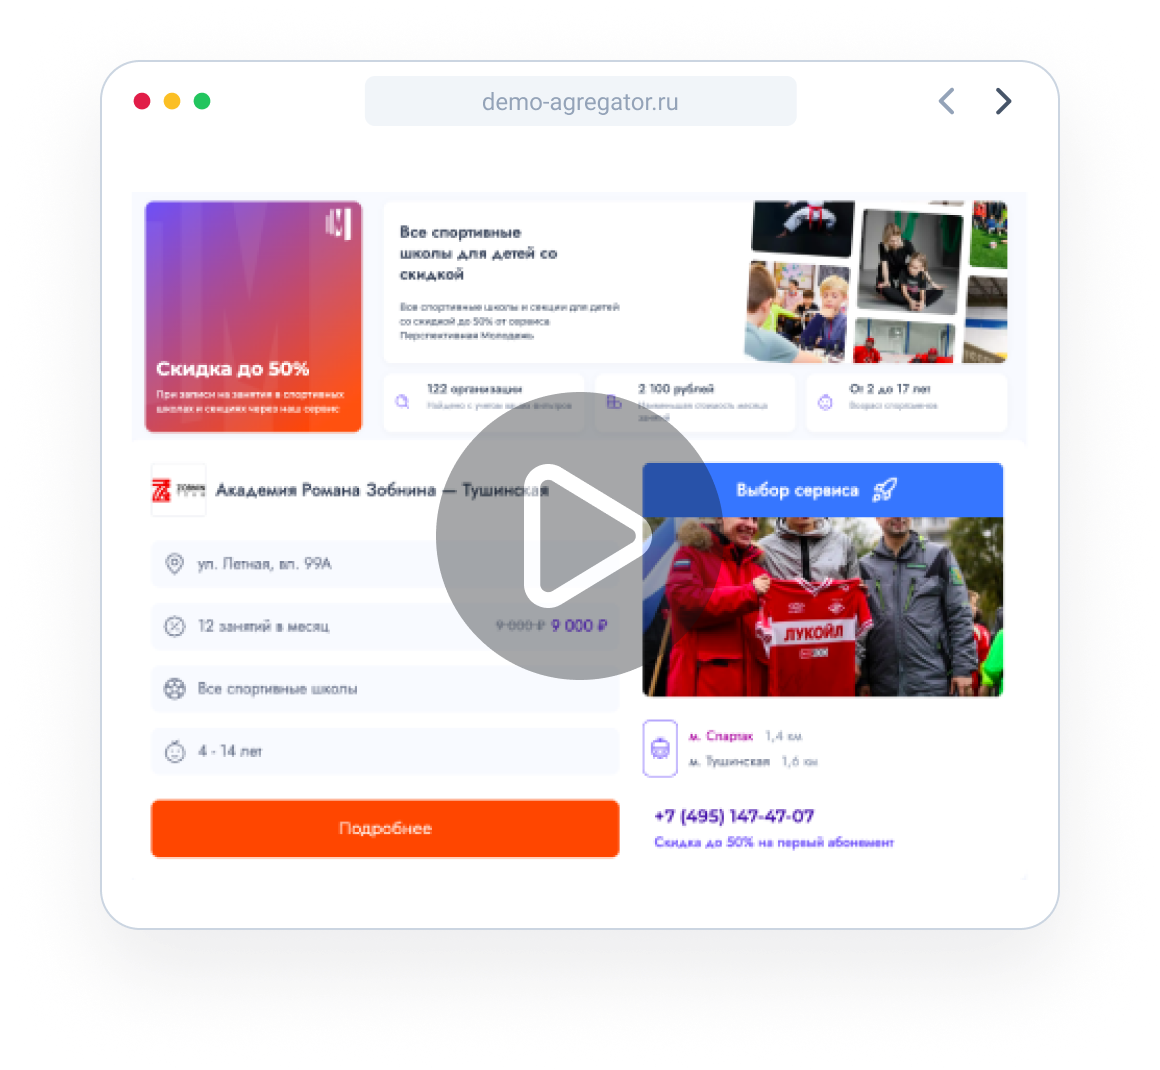 demo-agregator.ru
Скидка до 50%
При записи на занятия в спортивных
школах и секциях через наш сервис
Все спортивные
школы для детей со
скидкой
Все спортивные школы и секции для детей
со скидкой до 50% от сервиса
Перспективная Молодежь
122 организации
Найдено с учетом ваших фильтров
2 100 рублей
Наименьшая стоимость месяца
занятий
От 2 до 17 лет
Возраст спортсменов
Академия Романа Зобнина — Тушинская
ул. Летная, вл. 99А
12 занятий в месяц
9 000 ₽ 9 000 ₽
Все спортивные школы
4 - 14 лет
Подробнее
Выбор сервиса
ЛУКОЙЛ
м. Спартак 1,4 км
м. Тушинская 1,6 км
+7 (495) 147-47-07
Скидка до 50% на первый абонемент